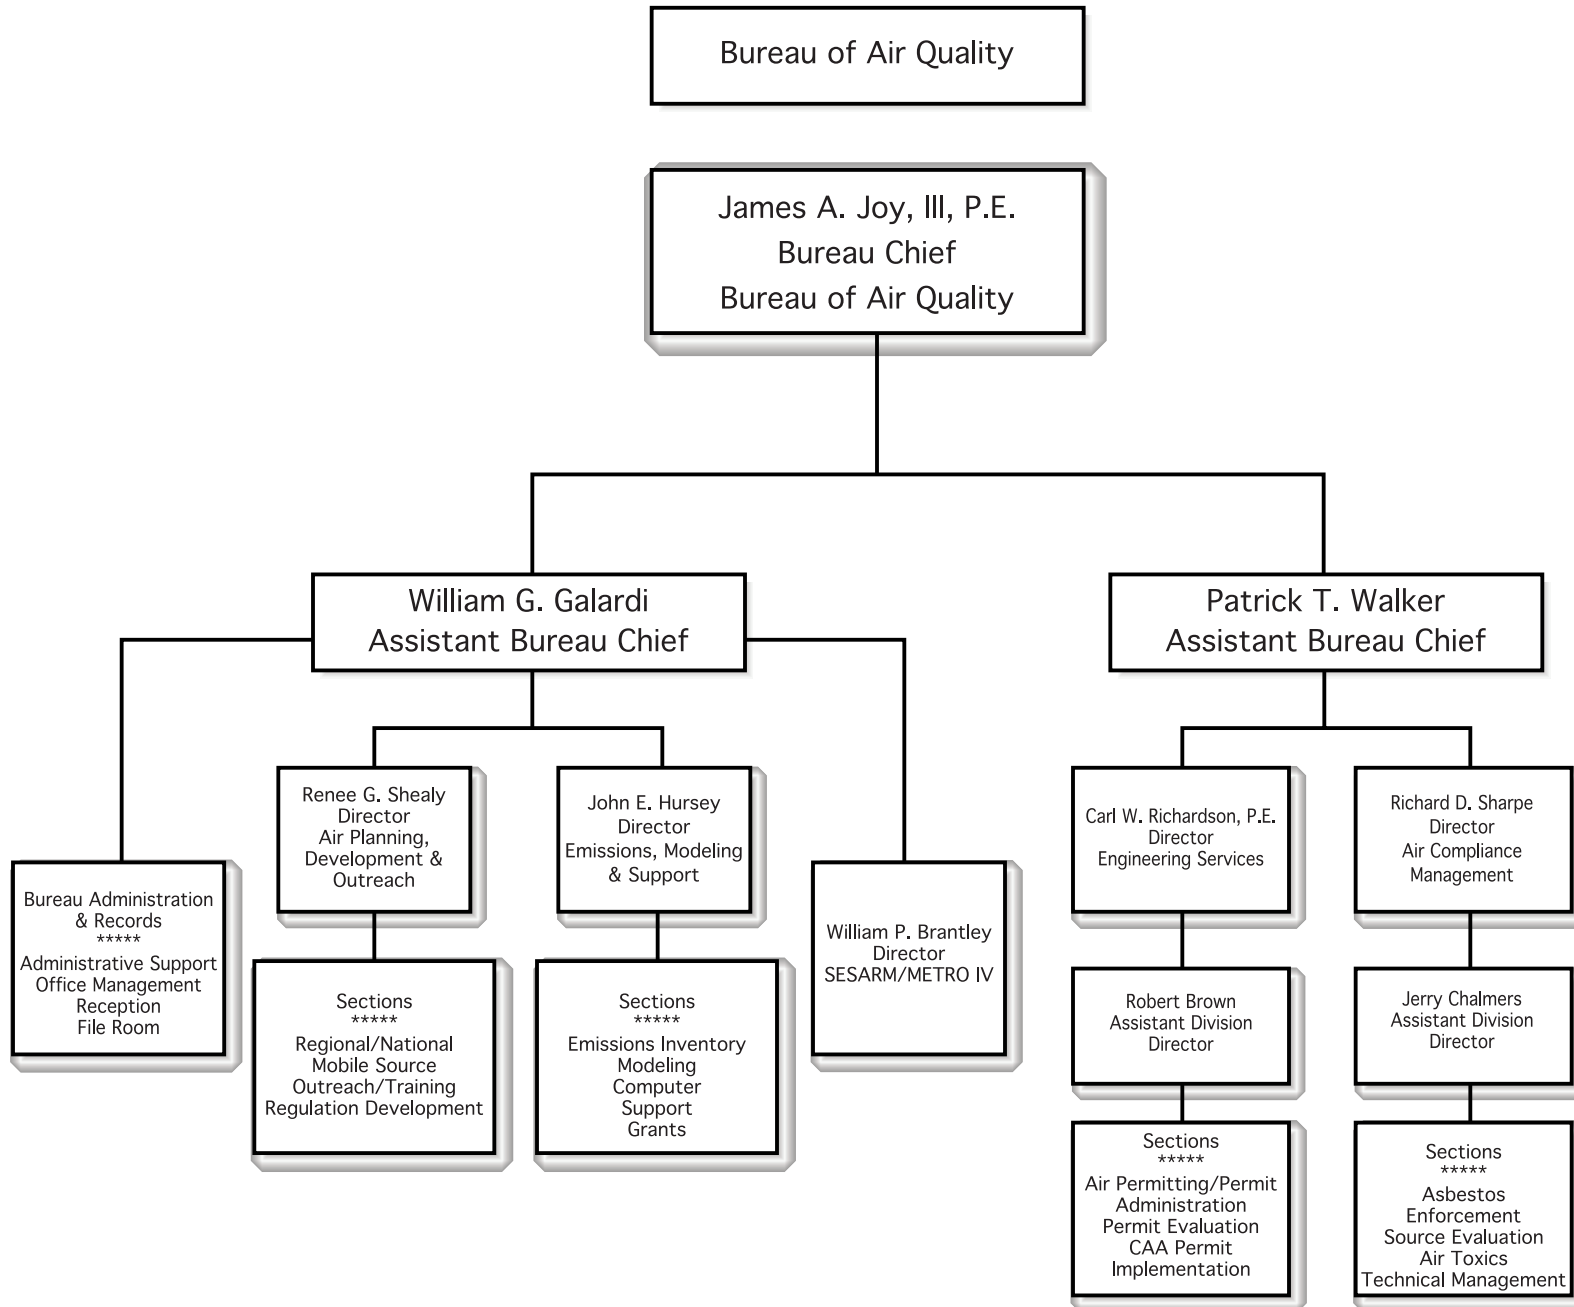 Bureau of Air Quality
James A. Joy, III, P.E.
Bureau Chief
Bureau of Air Quality
William G. Galardi
Assistant Bureau Chief
Patrick T. Walker
Assistant Bureau Chief
Bureau Administration
& Records
*****
Administrative Support
Office Management
Reception
File Room
Renee G. Shealy
Director
Air Planning,
Development &
Outreach
Sections
*****
Regional/National
Mobile Source
Outreach/Training
Regulation Development
John E. Hursey
Director
Emissions, Modeling
& Support
Sections
*****
Emissions Inventory
Modeling
Computer
Support
Grants
William P. Brantley
Director
SESARM/METRO IV
Carl W. Richardson, P.E.
Director
Engineering Services
Robert Brown
Assistant Division
Director
Sections
*****
Air Permitting/Permit
Administration
Permit Evaluation
CAA Permit
Implementation
Richard D. Sharpe
Director
Air Compliance
Management
Jerry Chalmers
Assistant Division
Director
Sections
*****
Asbestos
Enforcement
Source Evaluation
Air Toxics
Technical Management